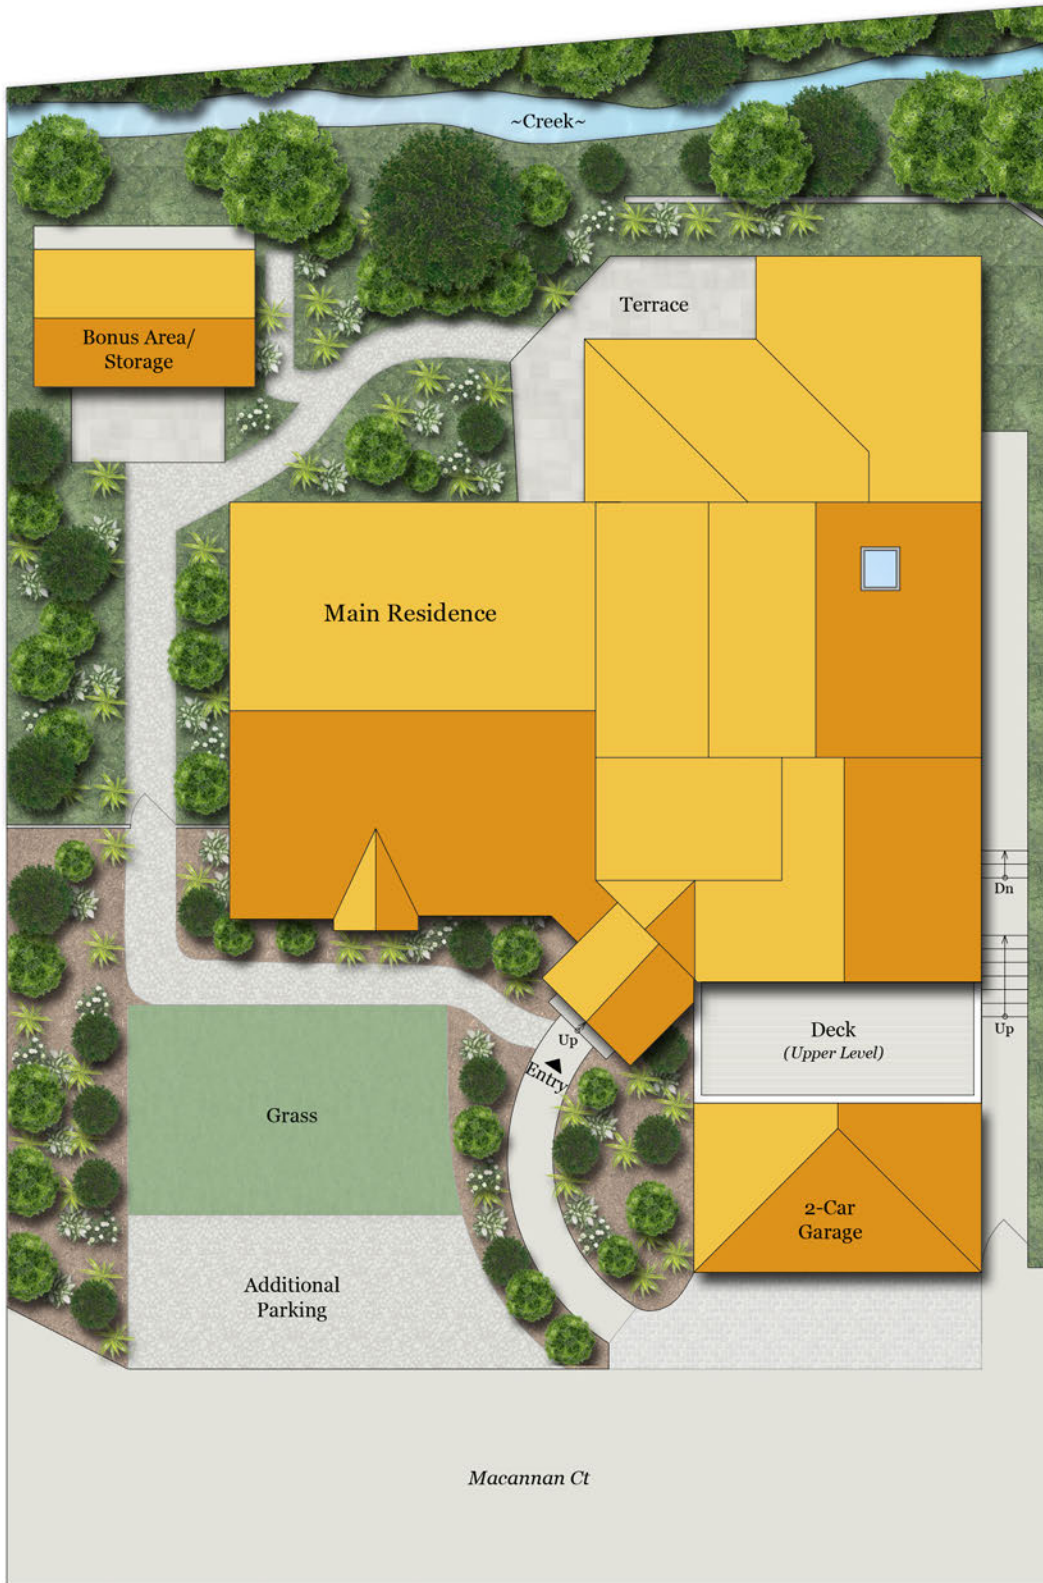 ~Creek~
Terrace
Bonus Area/
Storage
Main Residence
Dn
Up
Up
Entry
Deck
(Upper Level)
Grass
2-Car
Garage
Additional
Parking
Macannan Ct